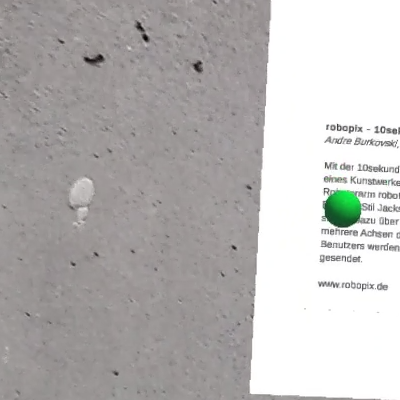 robopix - 10sek
Andre Burkovski,
Mit der 10sekund
eines Kunstwerke
robot
Stil Jacks
dazu über
mehrere Achsen d
Benutzers werden
gesendet.
www.robopix.de